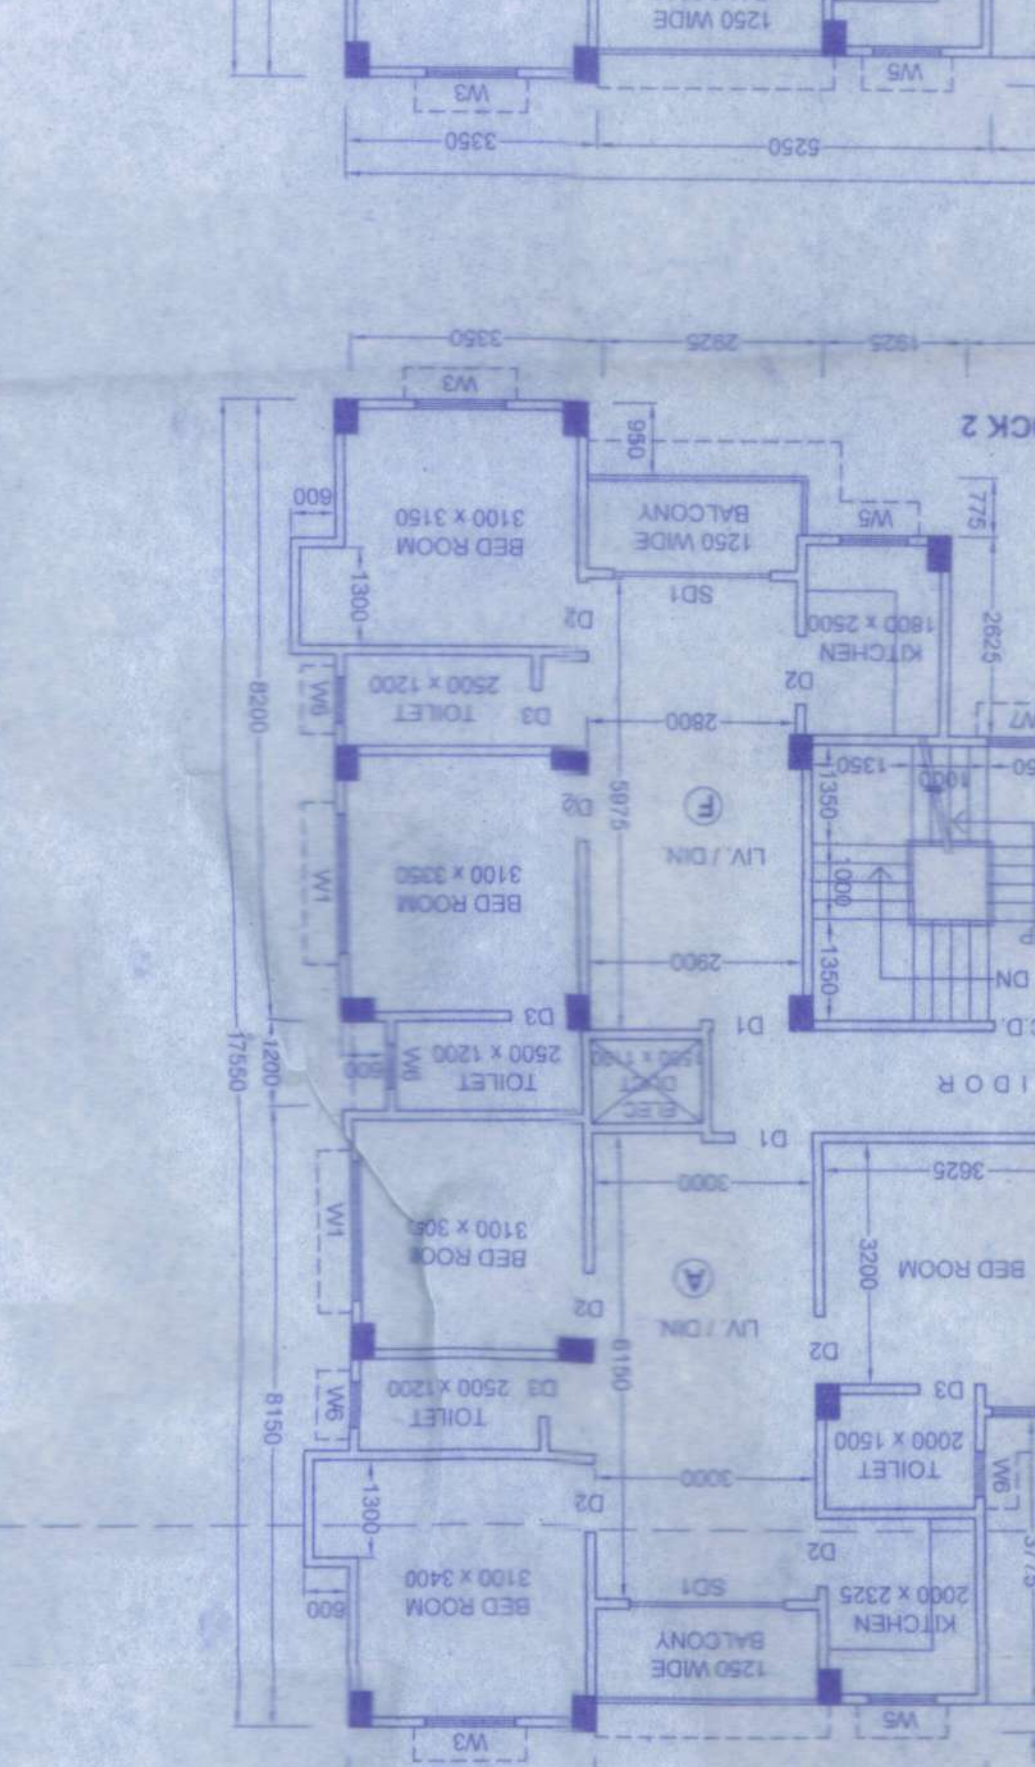 W5
W3
1250 WIDE
BALCONY
KITCHEN
2000 x 2325
SD1
BED ROOM
3100 x 3400
600
D2
D2
1300
3000
TOILET
2000 x 1500
W6
TOILET
2500 x 1200
D3
W6
D3
8150
6150
D2
D2
LIV. / DIN.
A
BED ROOM
3200
BED ROOM
W1
3625
3000
D1
ELEC
DUCT
TOILET
2500 x 1200
W6
600
1200
17550
D1
D3
DN
2900
1350
1000
1350
BED ROOM
3100 x 3350
W1
LIV. / DIN.
F
D2
5975
1350
1000
2800
D2
TOILET
2500 x 1200
D3
W6
8200
KITCHEN
1800 x 2500
2625
D2
1300
SD1
1250 WIDE
BALCONY
BED ROOM
3100 x 3150
600
W5
775
950
W3
1925
2925
3350
5250
3350
W5
W3
1250 WIDE